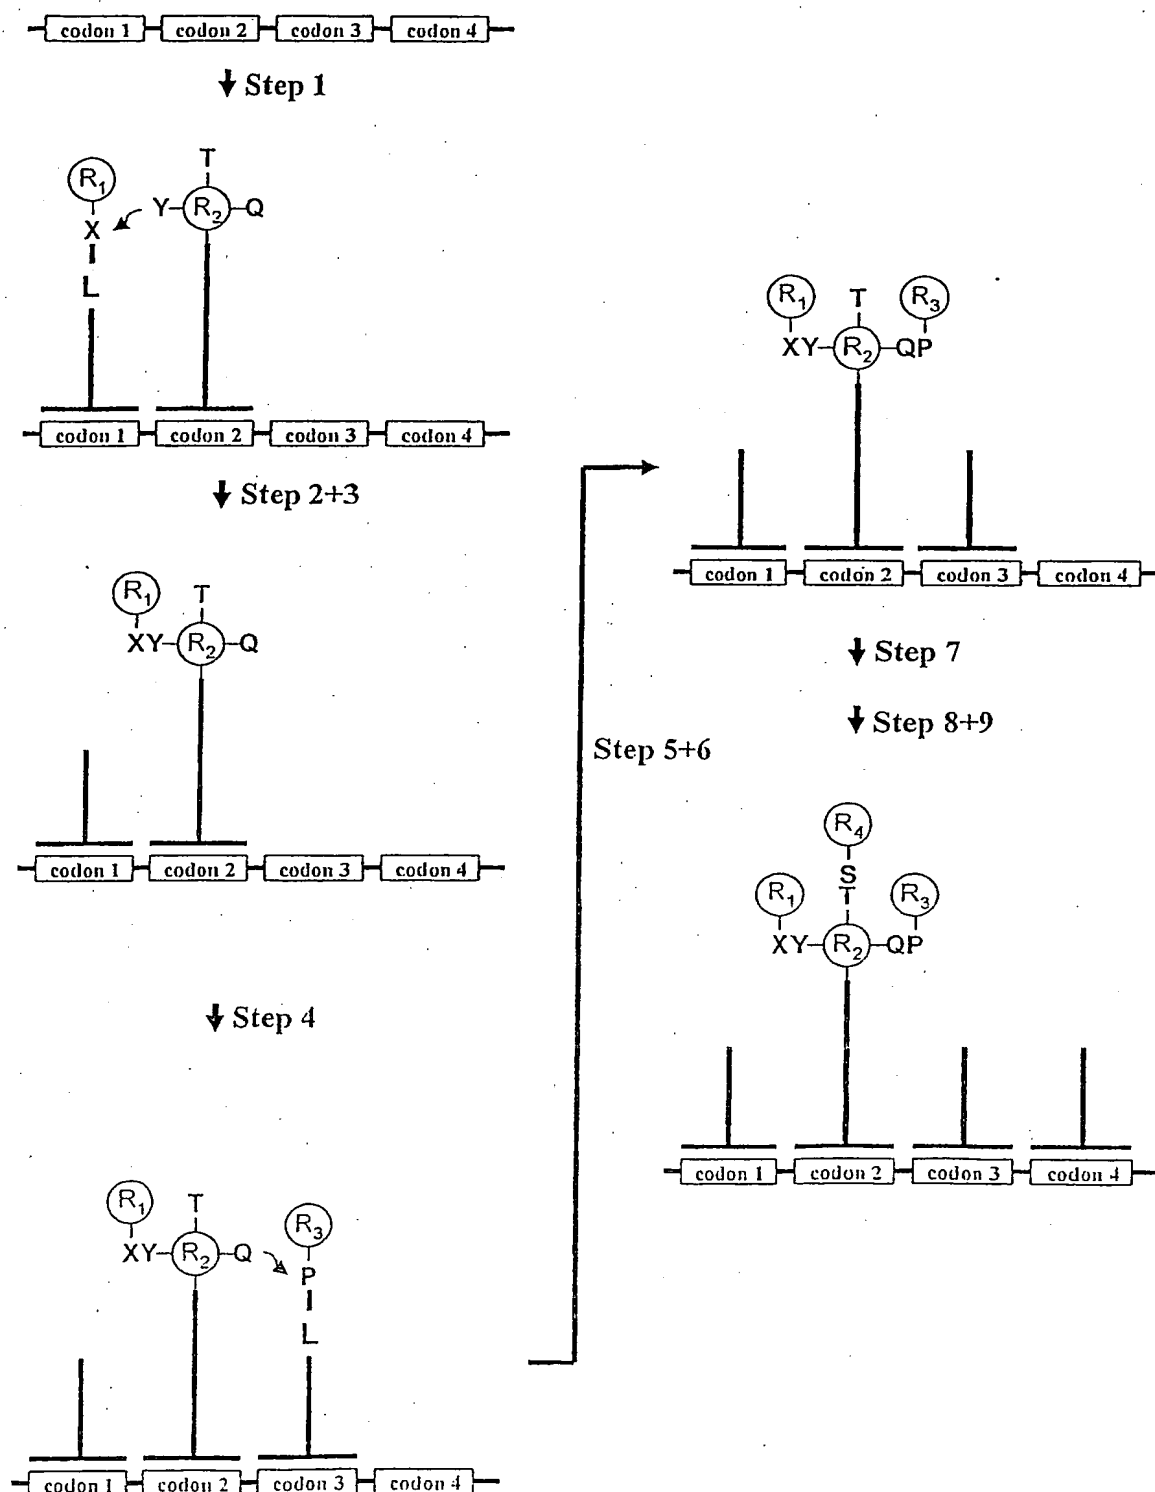 codon 1 codon 2 codon 3 codon 4
Step 1
T
R1 Y R2 Q
X
L
codon 1 codon 2 codon 3 codon 4
Step 2+3
R1 T
XY R2 Q
codon 1 codon 2 codon 3 codon 4
Step 4
R1 T R3
XY R2 Q P
L
codon 1 codon 2 codon 3 codon 4
Step 5+6
R1 T R3
XY R2 QP
codon 1 codon 2 codon 3 codon 4
Step 7
Step 8+9
R4
S
R1 T R3
XY R2 QP
codon 1 codon 2 codon 3 codon 4